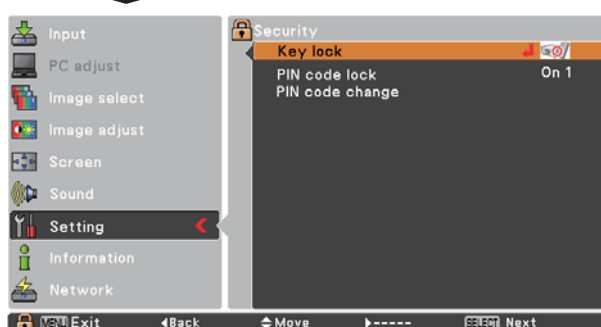 Input
PC adjust
Image select
Image adjust
Screen
Sound
Setting
Information
Network
Security
Key lock
PIN code lock On 1
PIN code change
MENU Exit ◀Back ◆Move ▶----- SELECT Next